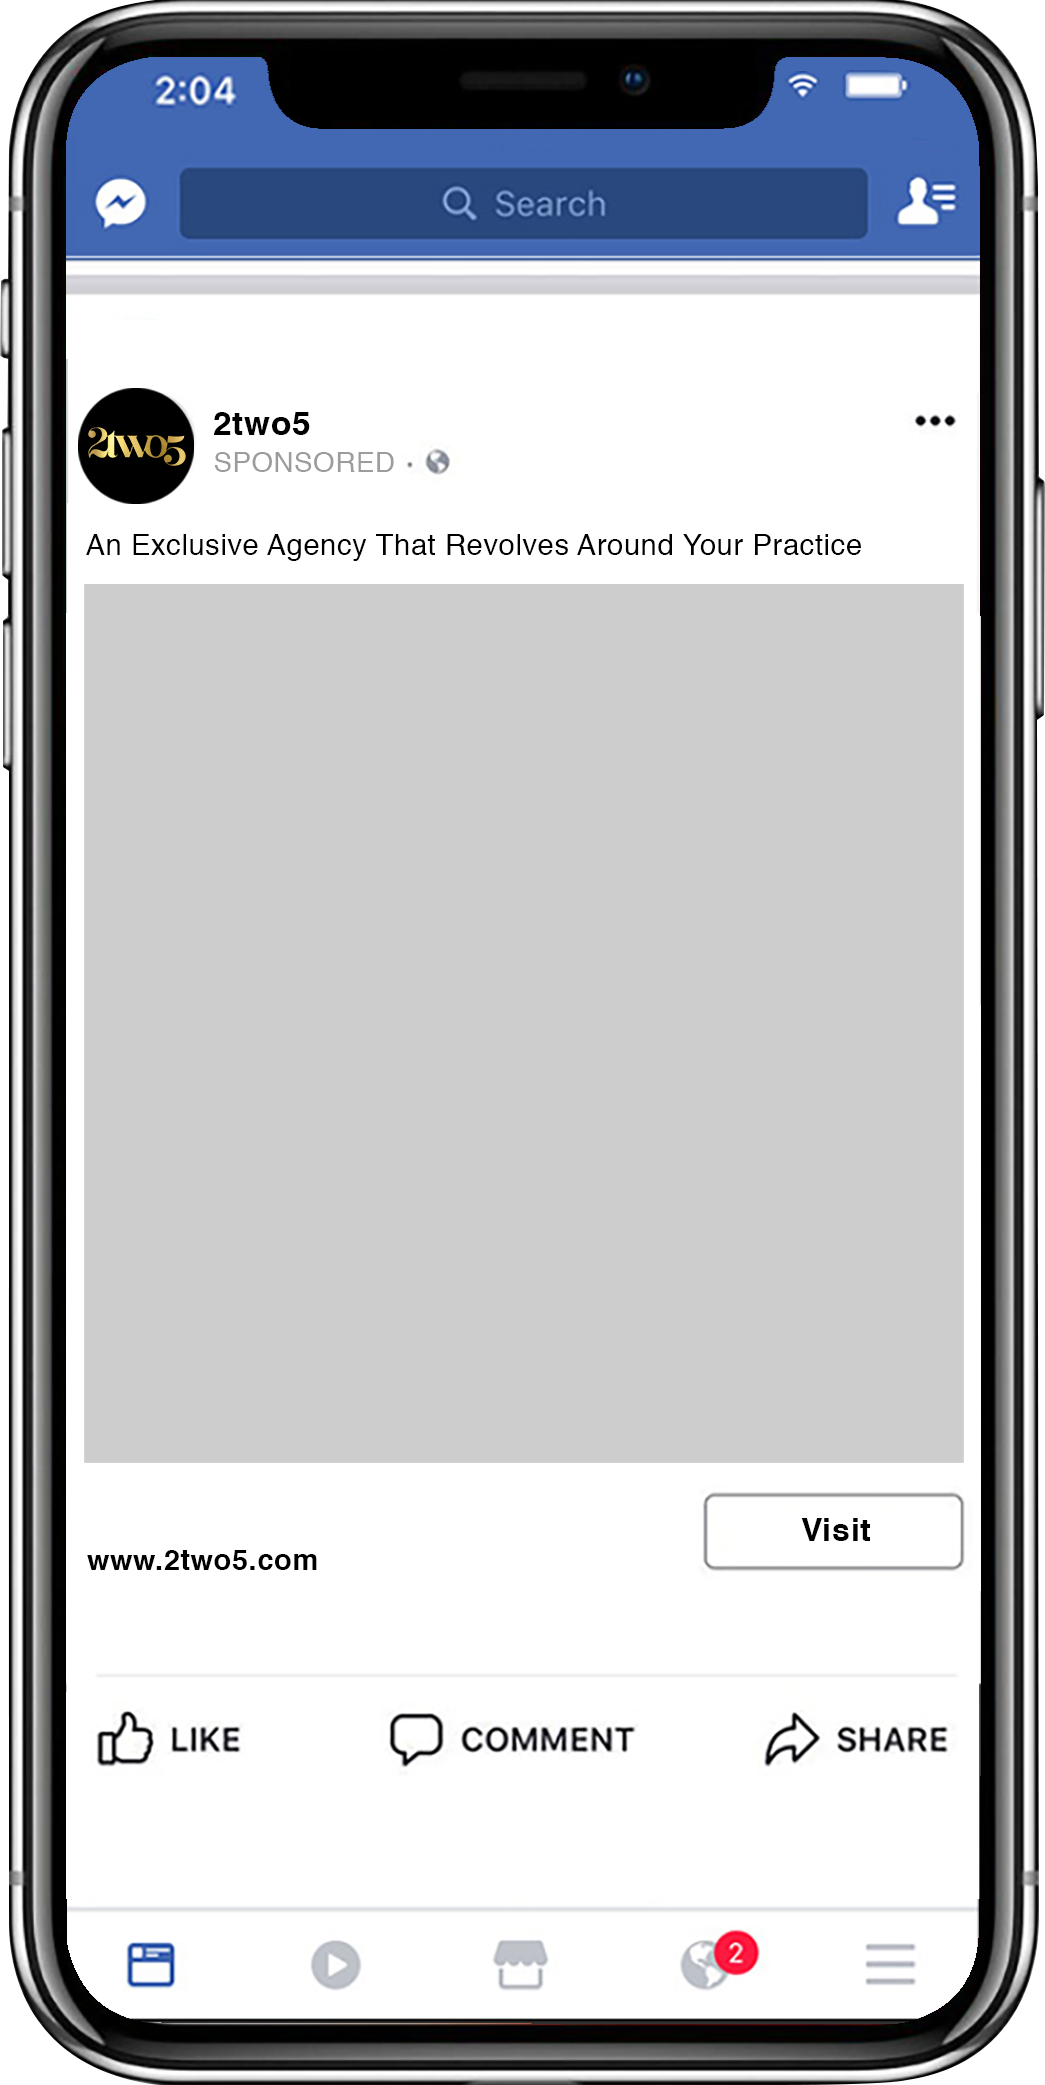 2:04
Search
2two5
2two5
SPONSORED ·
An Exclusive Agency That Revolves Around Your Practice
www.2two5.com
Visit
LIKE
COMMENT
SHARE
2